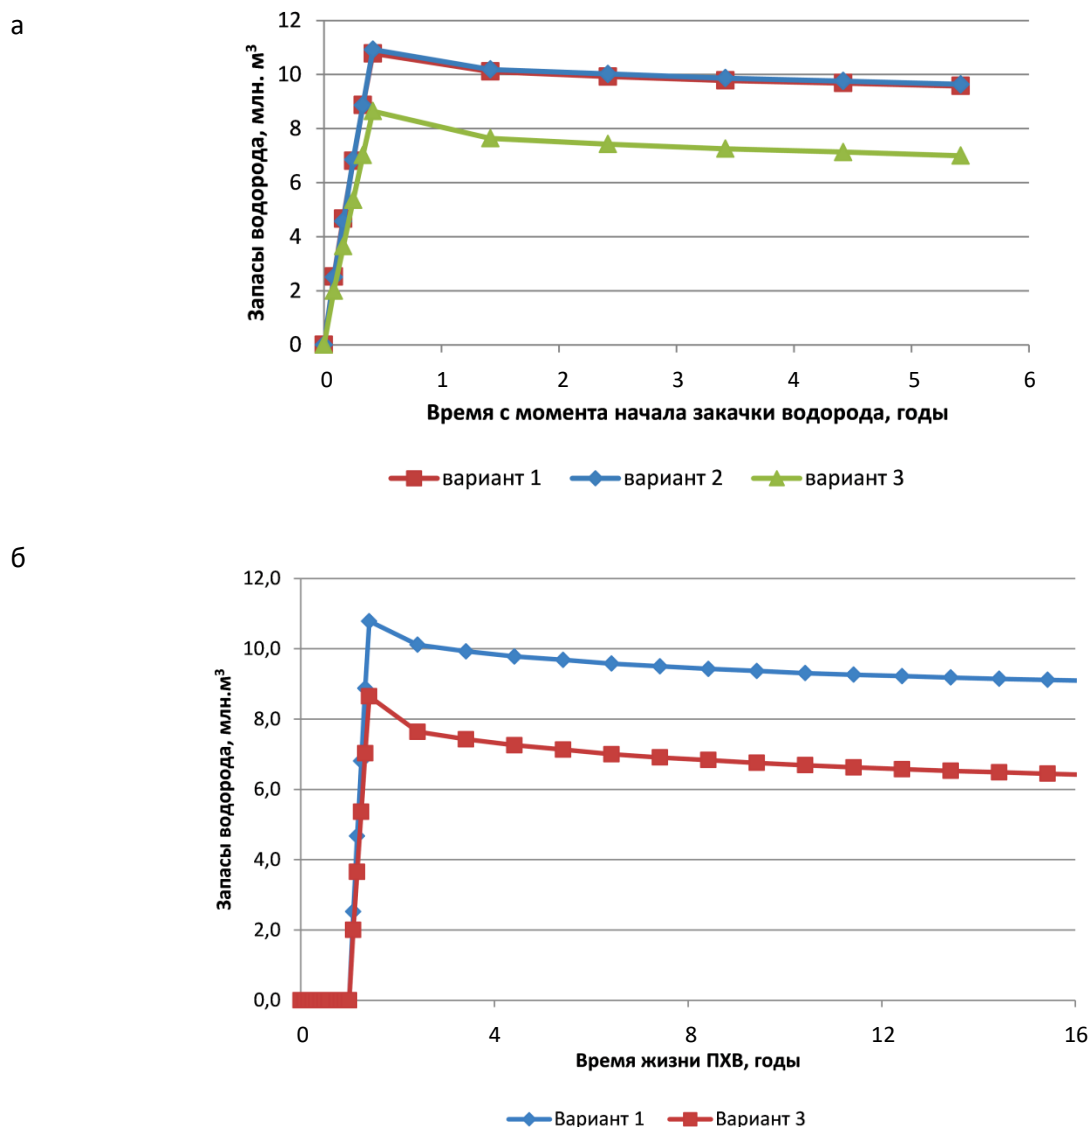 а
Запасы водорода, млн. м³
12
10
8
6
4
2
0
0 1 2 3 4 5 6
Время с момента начала закачки водорода, годы
вариант 1 вариант 2 вариант 3
б
Запасы водорода, млн.м³
12,0
10,0
8,0
6,0
4,0
2,0
0,0
0 4 8 12 16
Время жизни ПХВ, годы
Вариант 1 Вариант 3